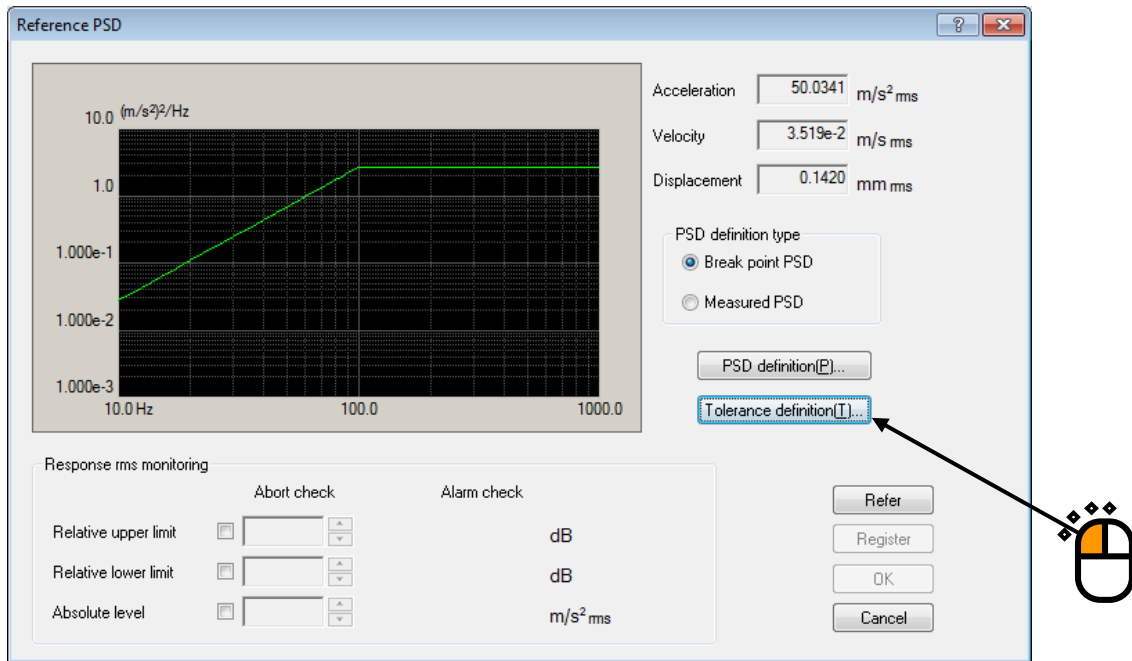 Reference PSD
10.0 (m/s²)²/Hz
1.0
1.000e-1
1.000e-2
1.000e-3
10.0 Hz 100.0 1000.0
Acceleration 50.0341 m/s² rms
Velocity 3.519e-2 m/s rms
Displacement 0.1420 mm rms
PSD definition type
Break point PSD
Measured PSD
PSD definition(P)...
Tolerance definition(T)...
Response rms monitoring
Abort check Alarm check
Relative upper limit dB
Relative lower limit dB
Absolute level m/s² rms
Refer
Register
OK
Cancel